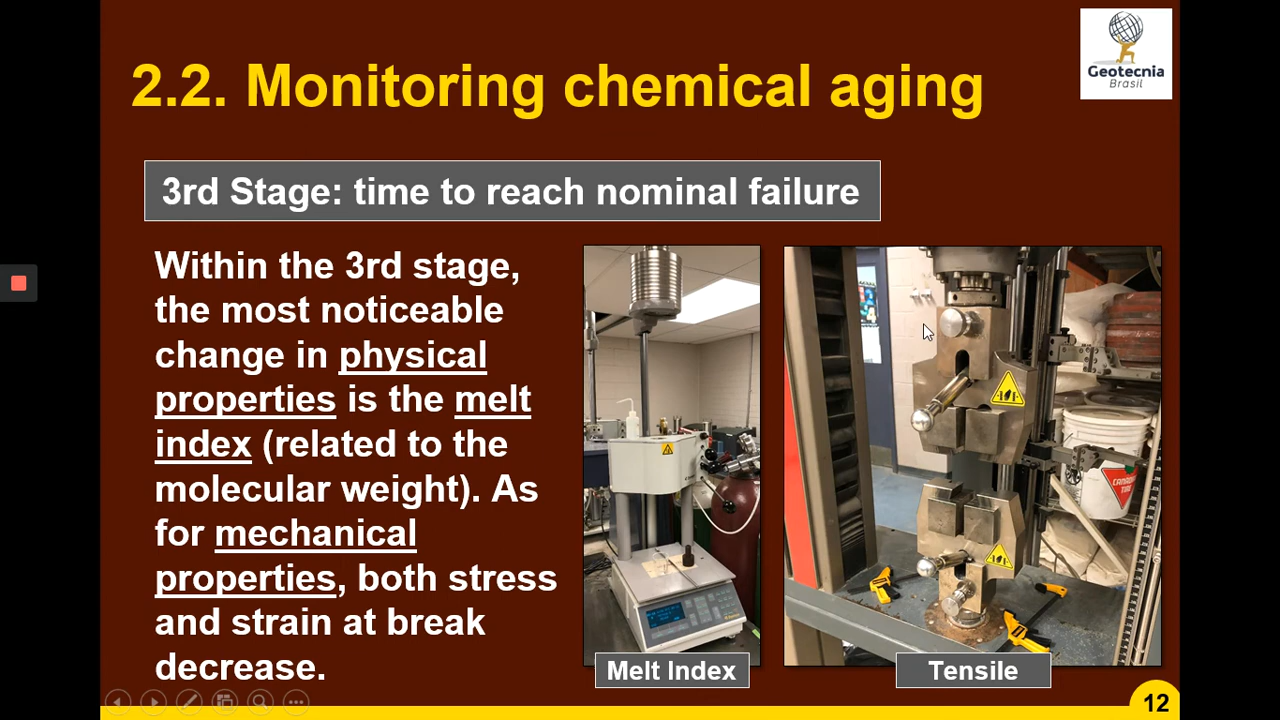 2.2. Monitoring chemical aging
Geotecnia
Brasil
3rd Stage: time to reach nominal failure
Within the 3rd stage,
the most noticeable
change in physical
properties is the melt
index (related to the
molecular weight). As
for mechanical
properties, both stress
and strain at break
decrease.
Melt Index
Tensile
12